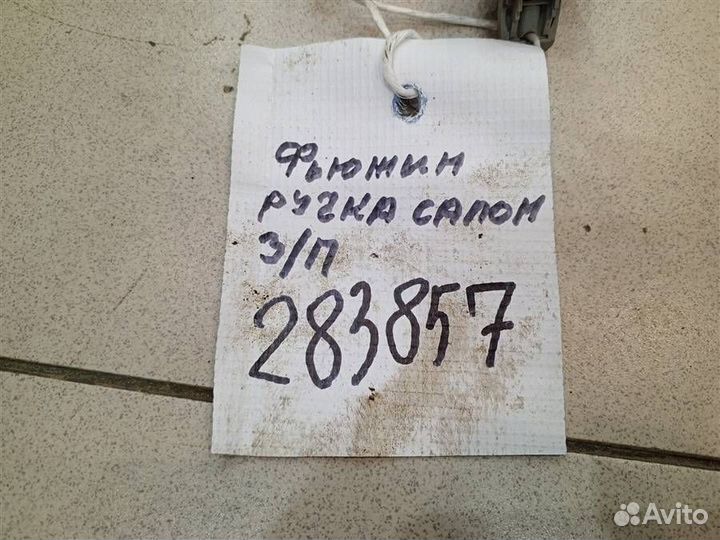 Фьюжин
ручка салон
з/п
283857
Avito